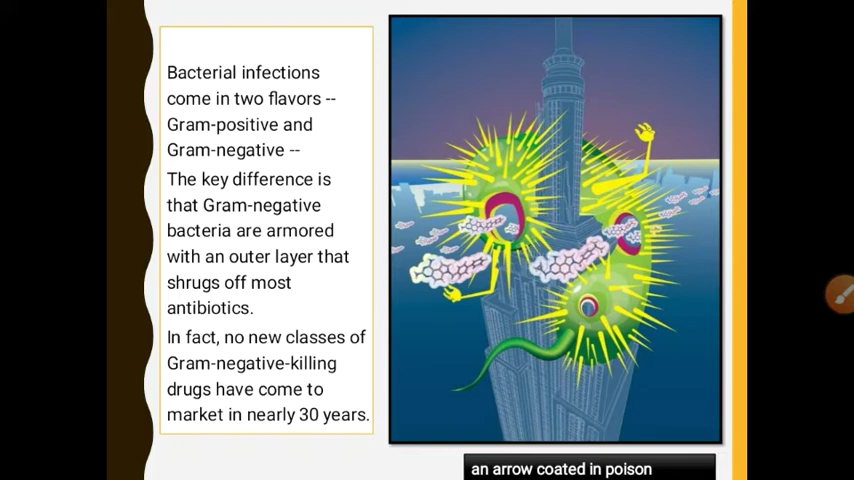 Bacterial infections
come in two flavors --
Gram-positive and
Gram-negative --
The key difference is
that Gram-negative
bacteria are armored
with an outer layer that
shrugs off most
antibiotics.
In fact, no new classes of
Gram-negative-killing
drugs have come to
market in nearly 30 years.
an arrow coated in poison